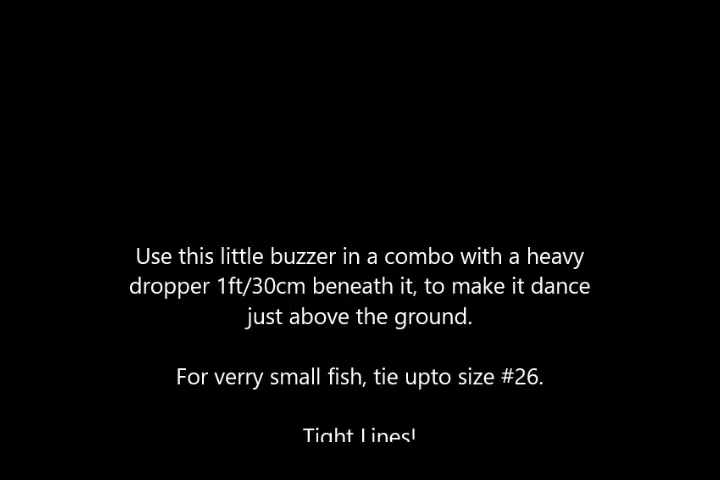 Use this little buzzer in a combo with a heavy
dropper 1ft/30cm beneath it, to make it dance
just above the ground.
For verry small fish, tie upto size #26.
Tight Lines!